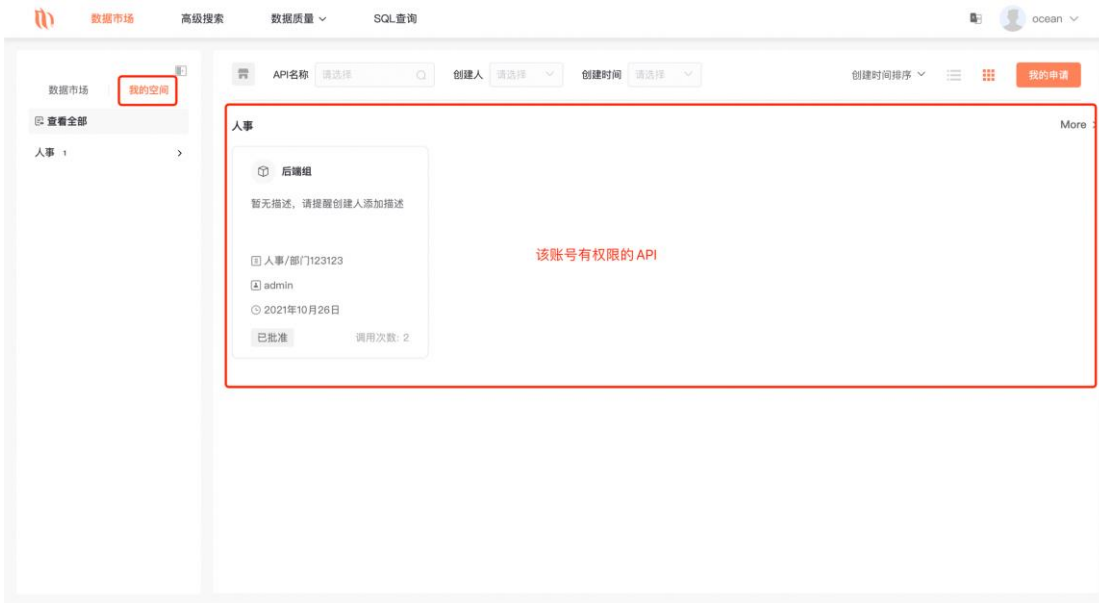 数据市场 高级搜索 数据质量 SQL查询 ocean
数据市场 我的空间
查看全部
人事 1
API名称 请选择 创建人 请选择 创建时间 请选择 创建时间排序 我的申请
人事 More
后端组
暂无描述，请提醒创建人添加描述
人事/部门123123
admin
2021年10月26日
已批准 调用次数: 2
该账号有权限的 API